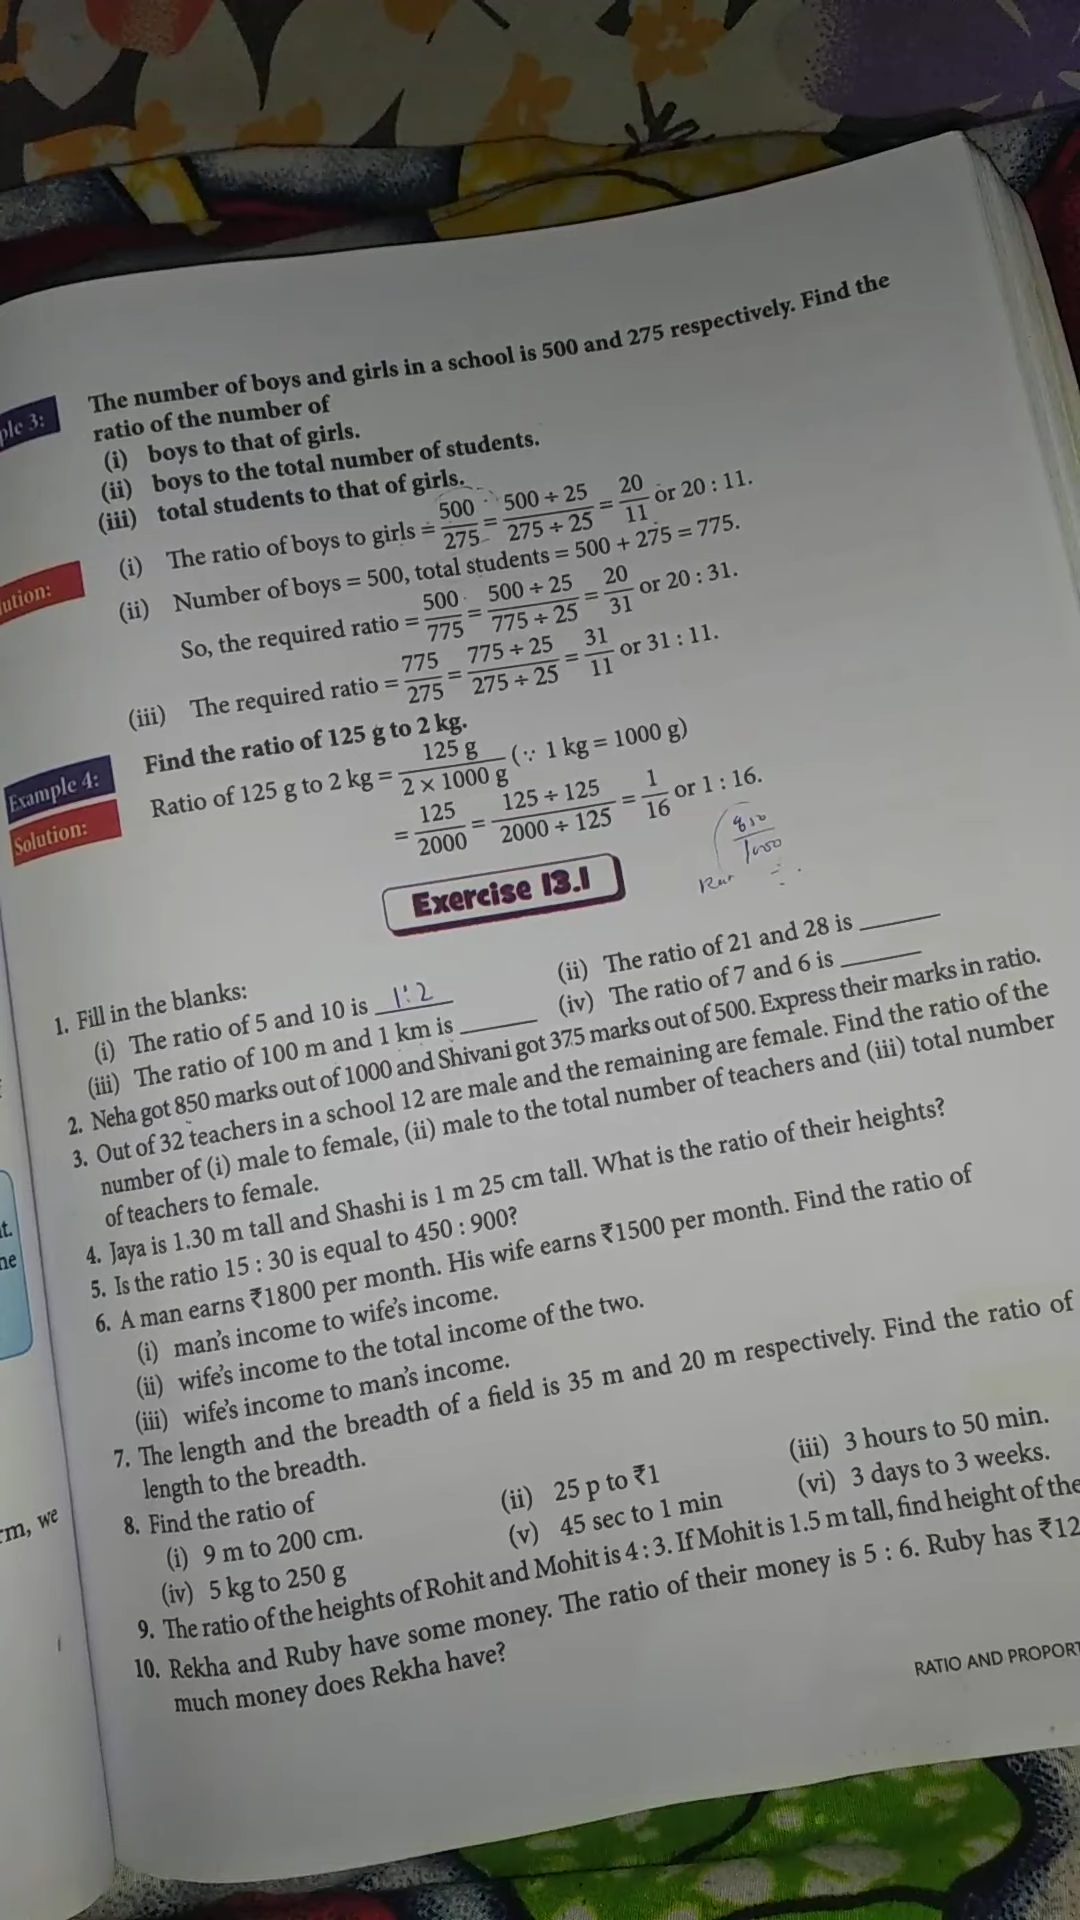 ple 3:
The number of boys and girls in a school is 500 and 275 respectively. Find the
ratio of the number of
(i) boys to that of girls.
(ii) boys to the total number of students.
(iii) total students to that of girls.
ution:
(i) The ratio of boys to girls = 500/275 = 500 ÷ 25/275 ÷ 25 = 20/11 or 20 : 11.
(ii) Number of boys = 500, total students = 500 + 275 = 775.
So, the required ratio = 500/775 = 500 ÷ 25/775 ÷ 25 = 20/31 or 20 : 31.
(iii) The required ratio = 775/275 = 775 ÷ 25/275 ÷ 25 = 31/11 or 31 : 11.
Example 4:
Find the ratio of 125 g to 2 kg.
Solution:
Ratio of 125 g to 2 kg = 125 g/2 × 1000 g (∵ 1 kg = 1000 g)
= 125/2000 = 125 ÷ 125/2000 ÷ 125 = 1/16 or 1 : 16.
850/1000
Exercise 13.1
1. Fill in the blanks:
(i) The ratio of 5 and 10 is 1:2
(ii) The ratio of 21 and 28 is ______
(iii) The ratio of 100 m and 1 km is ______
(iv) The ratio of 7 and 6 is ______
2. Neha got 850 marks out of 1000 and Shivani got 375 marks out of 500. Express their marks in ratio.
3. Out of 32 teachers in a school 12 are male and the remaining are female. Find the ratio of the
number of (i) male to female, (ii) male to the total number of teachers and (iii) total number
of teachers to female.
4. Jaya is 1.30 m tall and Shashi is 1 m 25 cm tall. What is the ratio of their heights?
5. Is the ratio 15 : 30 is equal to 450 : 900?
6. A man earns ₹1800 per month. His wife earns ₹1500 per month. Find the ratio of
(i) man's income to wife's income.
(ii) wife's income to the total income of the two.
(iii) wife's income to man's income.
7. The length and the breadth of a field is 35 m and 20 m respectively. Find the ratio of
length to the breadth.
8. Find the ratio of
(i) 9 m to 200 cm.
(ii) 25 p to ₹1
(iii) 3 hours to 50 min.
(iv) 5 kg to 250 g
(v) 45 sec to 1 min
(vi) 3 days to 3 weeks.
9. The ratio of the heights of Rohit and Mohit is 4 : 3. If Mohit is 1.5 m tall, find height of the
10. Rekha and Ruby have some money. The ratio of their money is 5 : 6. Ruby has ₹12
much money does Rekha have?
RATIO AND PROPORT
t.
ne
rm, we